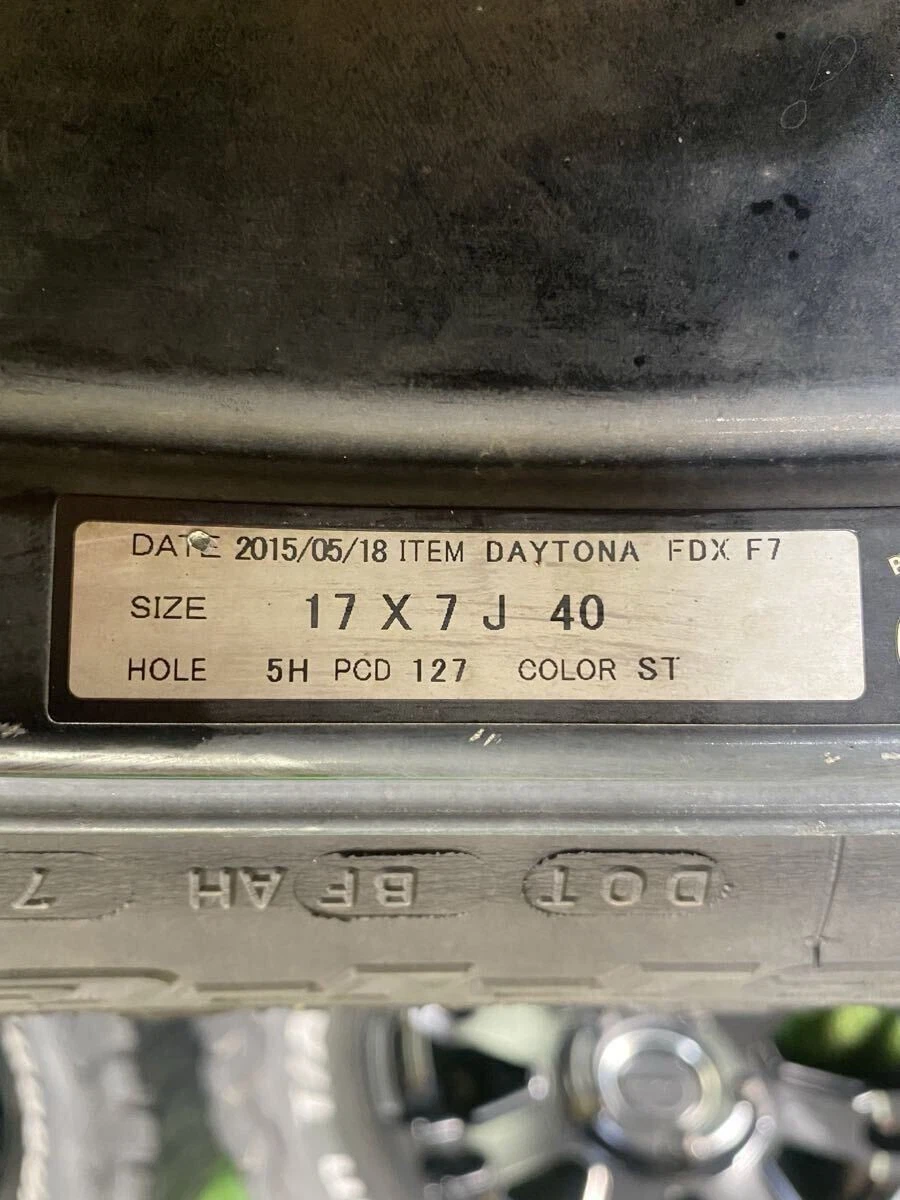 DATE 2015/05/18 ITEM DAYTONA FDX F7
SIZE 17 X 7 J 40
HOLE 5H PCD 127 COLOR ST
DOT BF AH 7